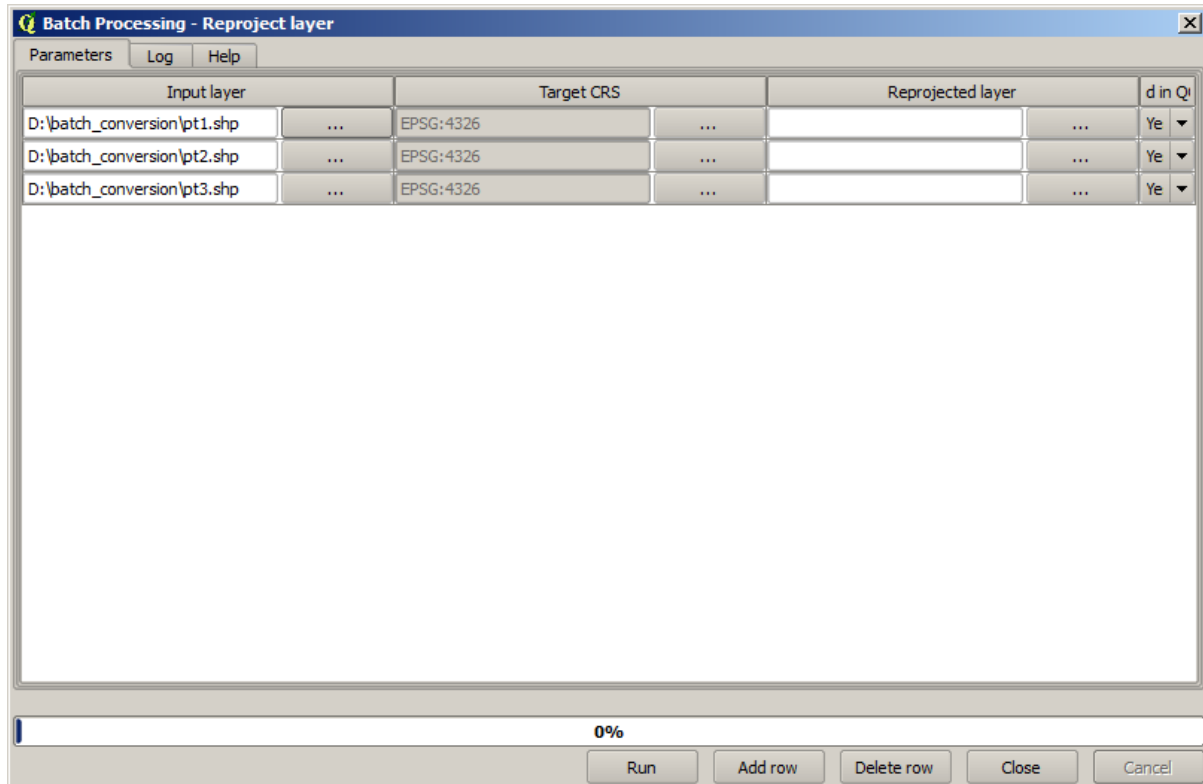 Batch Processing - Reproject layer
Parameters Log Help
Input layer Target CRS Reprojected layer d in Q
D:\batch_conversion\pt1.shp ... EPSG:4326 ... ... Ye
D:\batch_conversion\pt2.shp ... EPSG:4326 ... ... Ye
D:\batch_conversion\pt3.shp ... EPSG:4326 ... ... Ye
0%
Run Add row Delete row Close Cancel